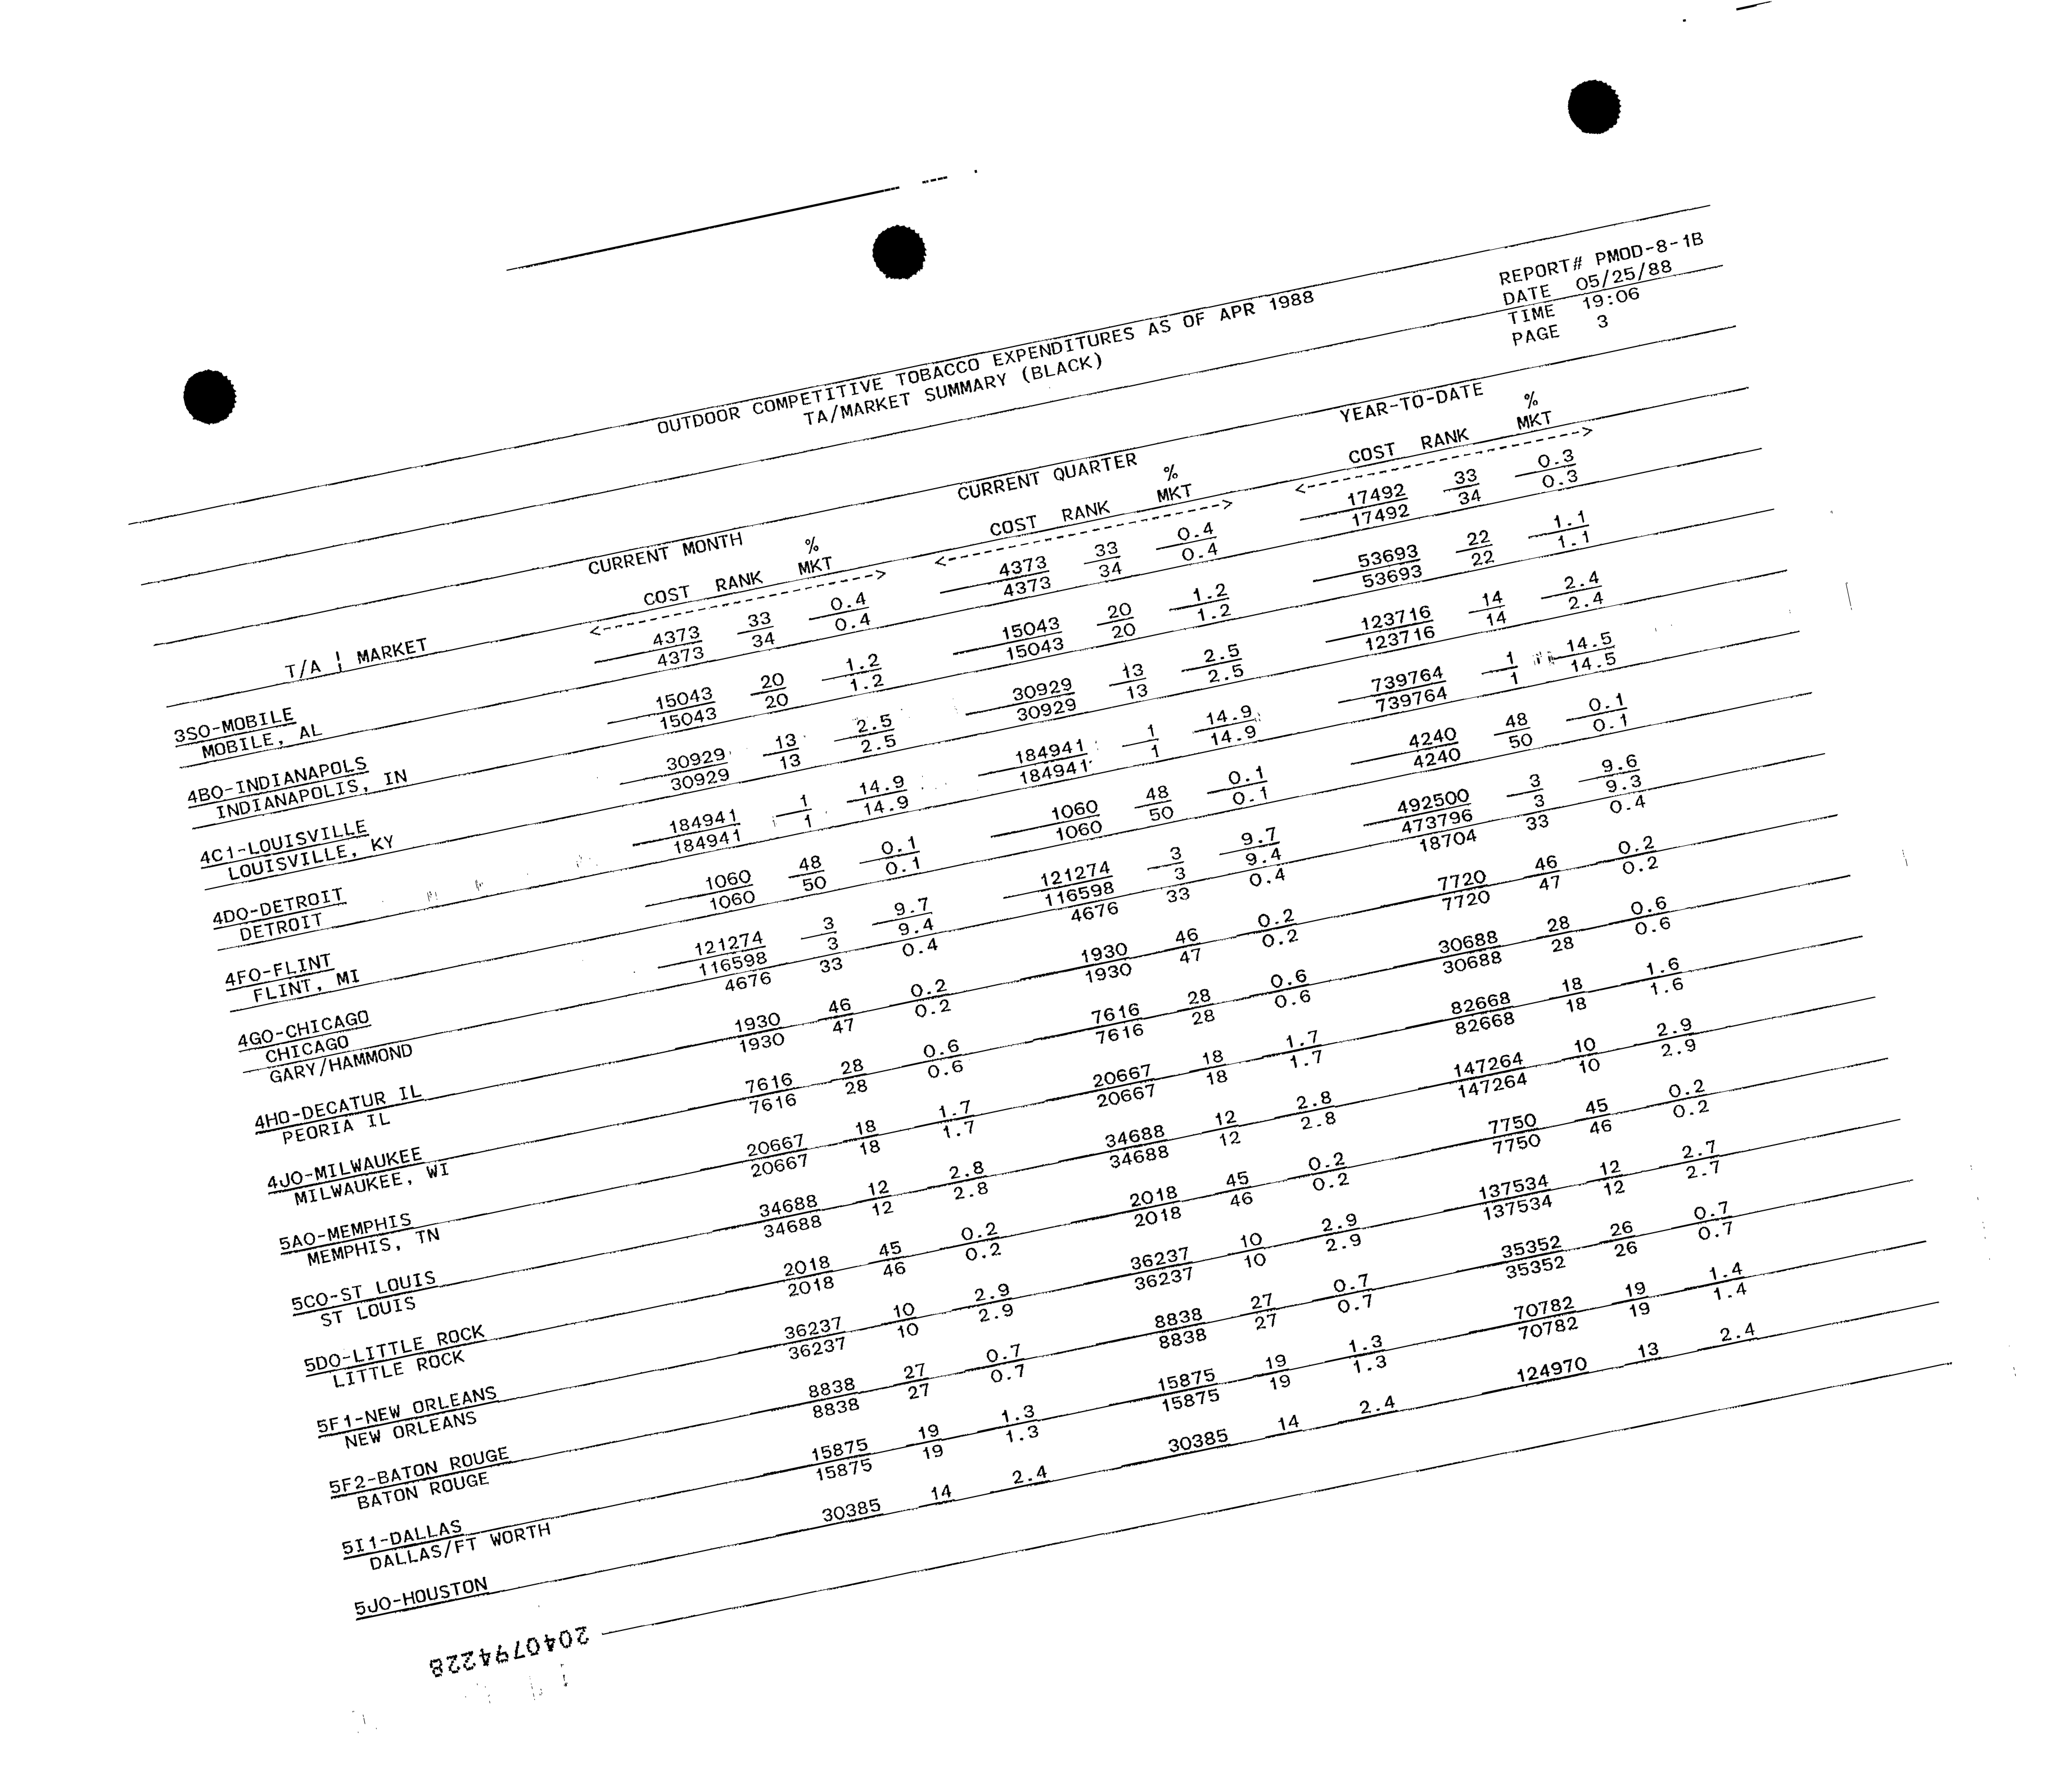 REPORT# PMOD-8-1B
OUTDOOR COMPETITIVE TOBACCO EXPENDITURES AS OF APR 1988 DATE 05/25/88
TA/MARKET SUMMARY (BLACK) TIME 19:06
PAGE 3
CURRENT MONTH CURRENT QUARTER YEAR-TO-DATE
% % %
T/A ¦ MARKET COST RANK MKT COST RANK MKT COST RANK MKT
<--------------------------> <--------------------------> <-------------------------->
3SO-MOBILE 4373 33 0.4 4373 33 0.4 17492 33 0.3
MOBILE, AL 4373 34 0.4 4373 34 0.4 17492 34 0.3
4BO-INDIANAPOLS 15043 20 1.2 15043 20 1.2 53693 22 1.1
INDIANAPOLIS, IN 15043 20 1.2 15043 20 1.2 53693 22 1.1
4C1-LOUISVILLE 30929 13 2.5 30929 13 2.5 123716 14 2.4
LOUISVILLE, KY 30929 13 2.5 30929 13 2.5 123716 14 2.4
4DO-DETROIT 184941 1 14.9 184941 1 14.9 739764 1 14.5
DETROIT 184941 1 14.9 184941 1 14.9 739764 1 14.5
4FO-FLINT 1060 48 0.1 1060 48 0.1 4240 48 0.1
FLINT, MI 1060 50 0.1 1060 50 0.1 4240 50 0.1
4GO-CHICAGO 121274 3 9.7 121274 3 9.7 492500 3 9.6
CHICAGO 116598 3 9.4 116598 3 9.4 473796 3 9.3
GARY/HAMMOND 4676 33 0.4 4676 33 0.4 18704 33 0.4
4HO-DECATUR IL 1930 46 0.2 1930 46 0.2 7720 46 0.2
PEORIA IL 1930 47 0.2 1930 47 0.2 7720 47 0.2
4JO-MILWAUKEE 7616 28 0.6 7616 28 0.6 30688 28 0.6
MILWAUKEE, WI 7616 28 0.6 7616 28 0.6 30688 28 0.6
5AO-MEMPHIS 20667 18 1.7 20667 18 1.7 82668 18 1.6
MEMPHIS, TN 20667 18 1.7 20667 18 1.7 82668 18 1.6
5CO-ST LOUIS 34688 12 2.8 34688 12 2.8 147264 10 2.9
ST LOUIS 34688 12 2.8 34688 12 2.8 147264 10 2.9
5DO-LITTLE ROCK 2018 45 0.2 2018 45 0.2 7750 45 0.2
LITTLE ROCK 2018 46 0.2 2018 46 0.2 7750 46 0.2
5F1-NEW ORLEANS 36237 10 2.9 36237 10 2.9 137534 12 2.7
NEW ORLEANS 36237 10 2.9 36237 10 2.9 137534 12 2.7
5F2-BATON ROUGE 8838 27 0.7 8838 27 0.7 35352 26 0.7
BATON ROUGE 8838 27 0.7 8838 27 0.7 35352 26 0.7
5I1-DALLAS 15875 19 1.3 15875 19 1.3 70782 19 1.4
DALLAS/FT WORTH 15875 19 1.3 15875 19 1.3 70782 19 1.4
5JO-HOUSTON 30385 14 2.4 30385 14 2.4 124970 13 2.4
2040794228